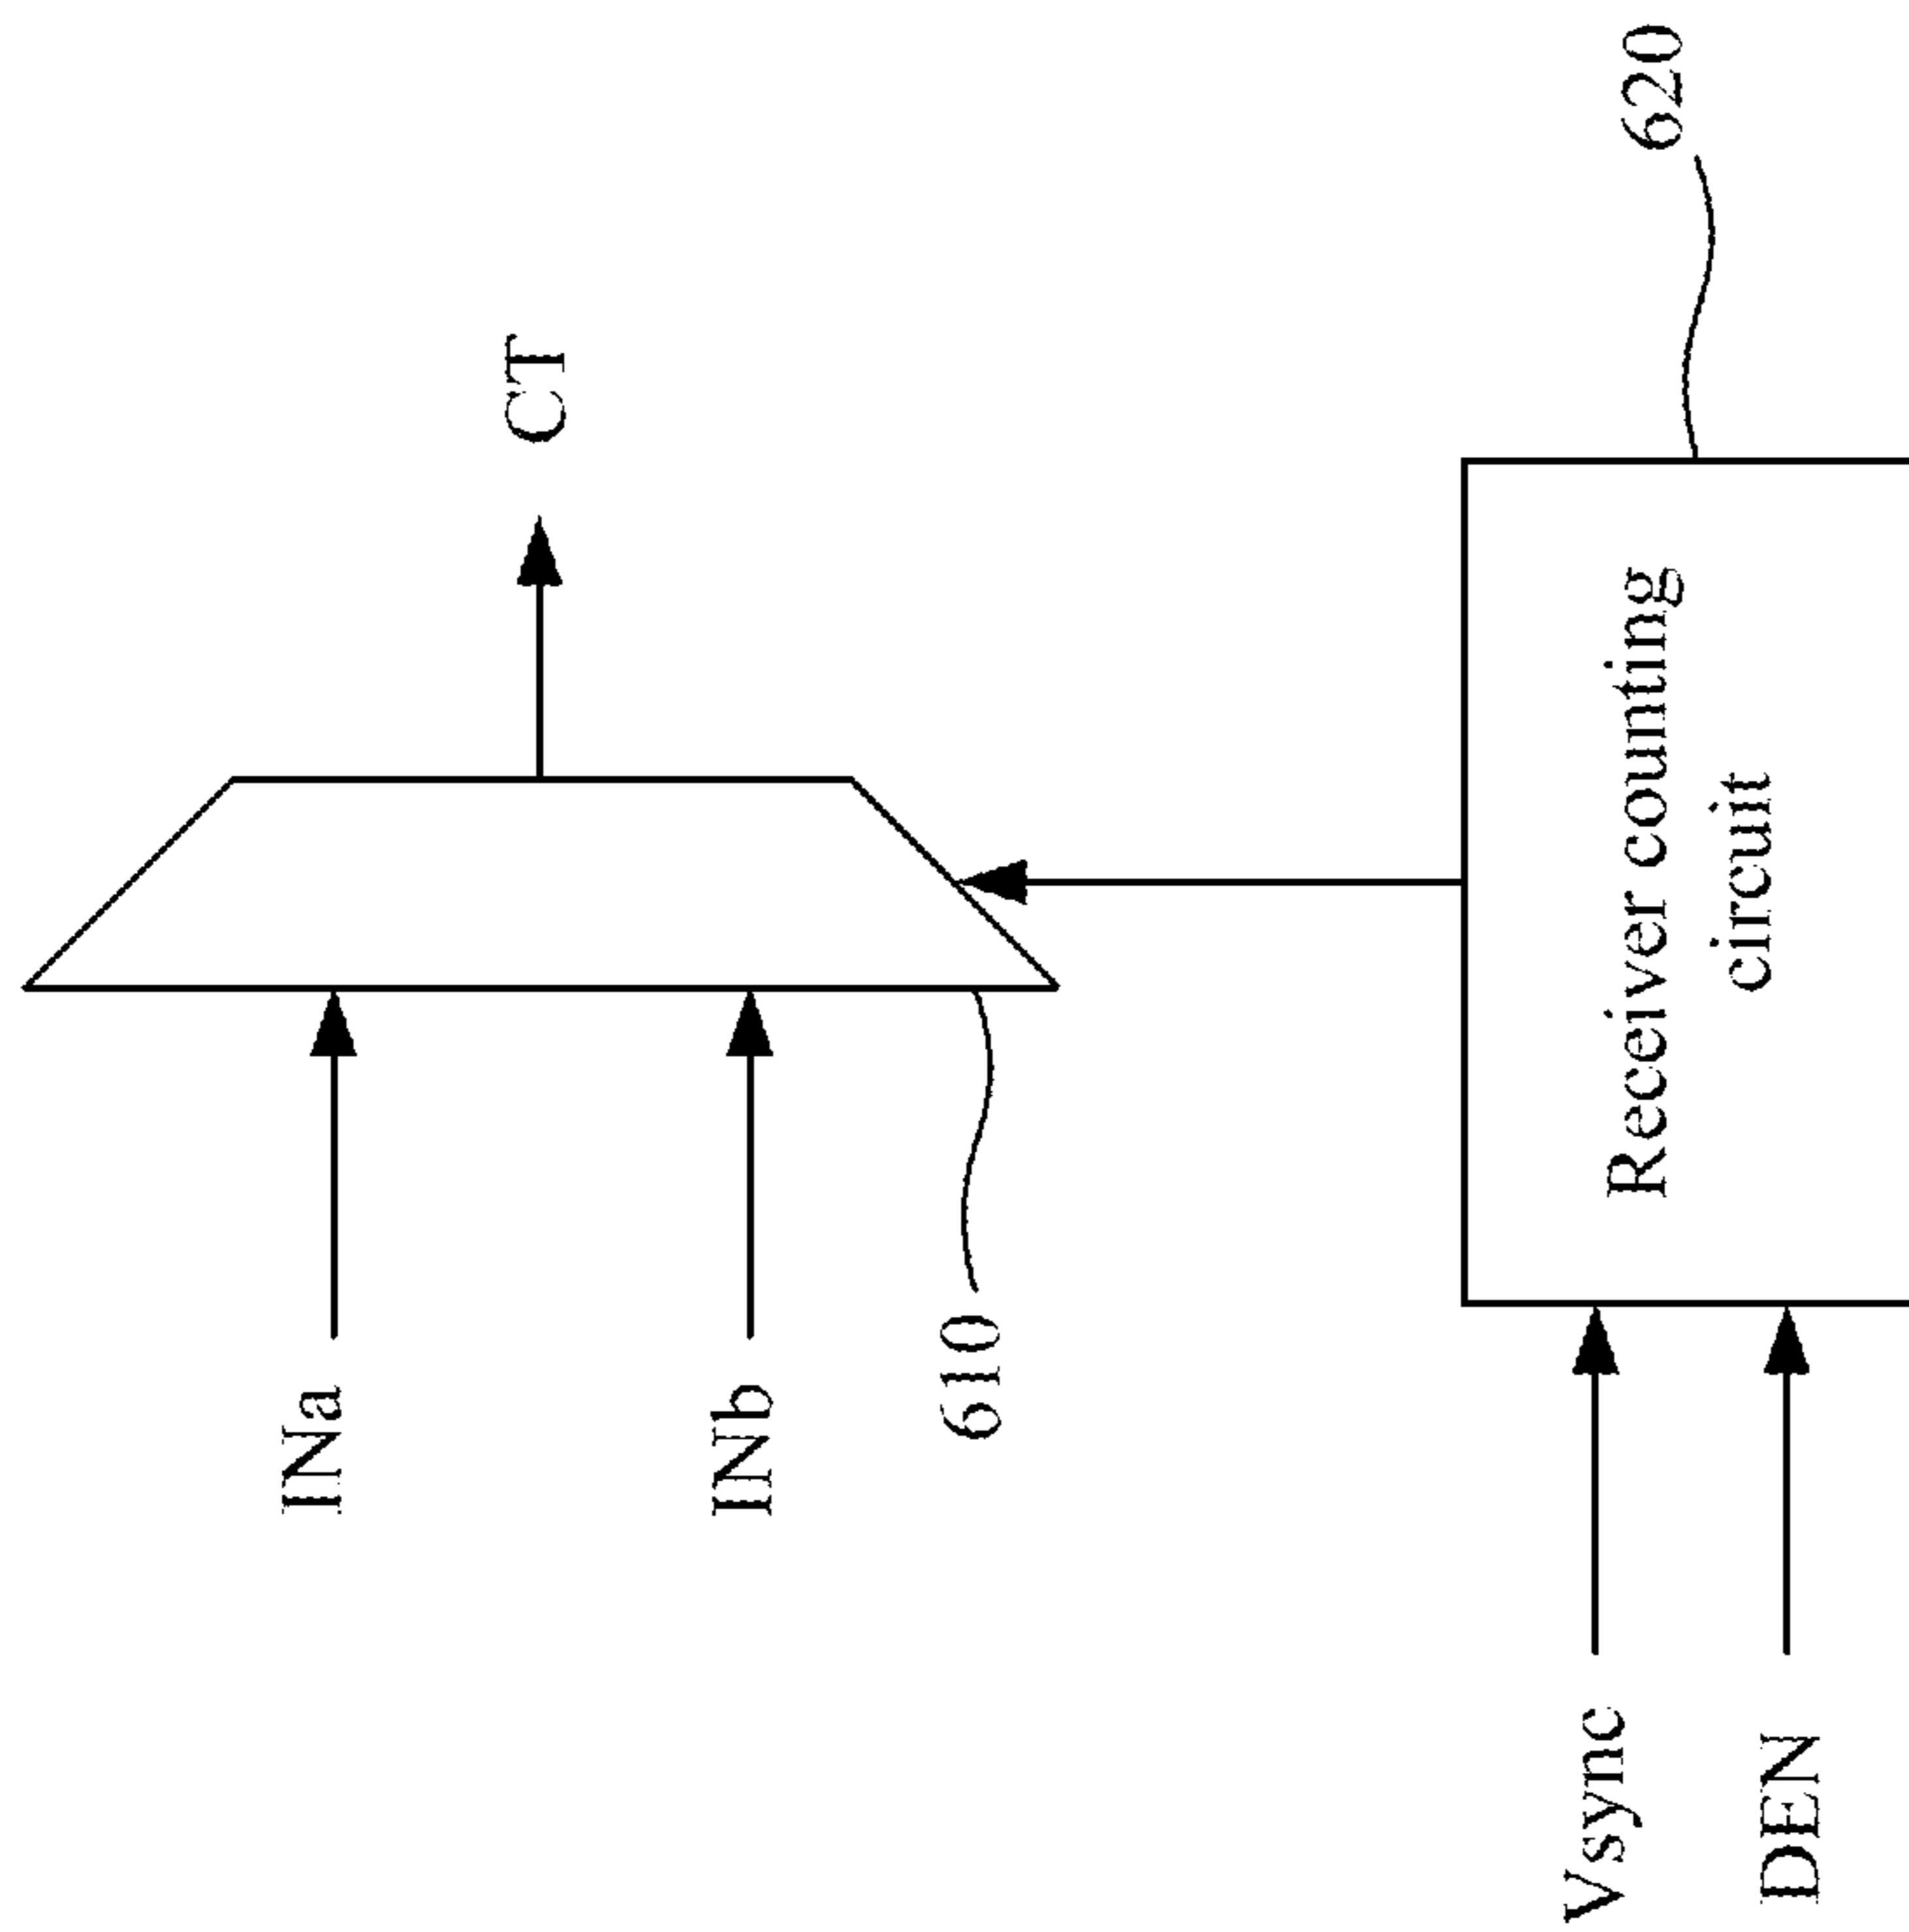 INa
INb
610
CT
Vsync
DEN
Receiver counting
circuit
620